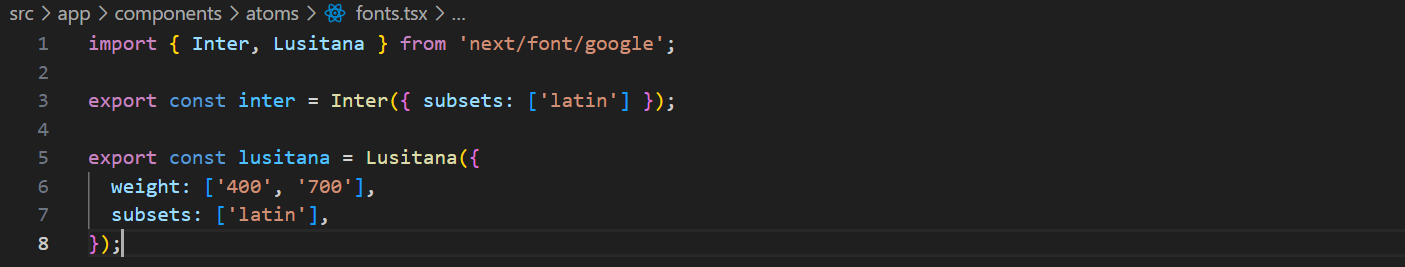 src > app > components > atoms > fonts.tsx > ...
1 import { Inter, Lusitana } from 'next/font/google';
2
3 export const inter = Inter({ subsets: ['latin'] });
4
5 export const lusitana = Lusitana({
6 weight: ['400', '700'],
7 subsets: ['latin'],
8 });